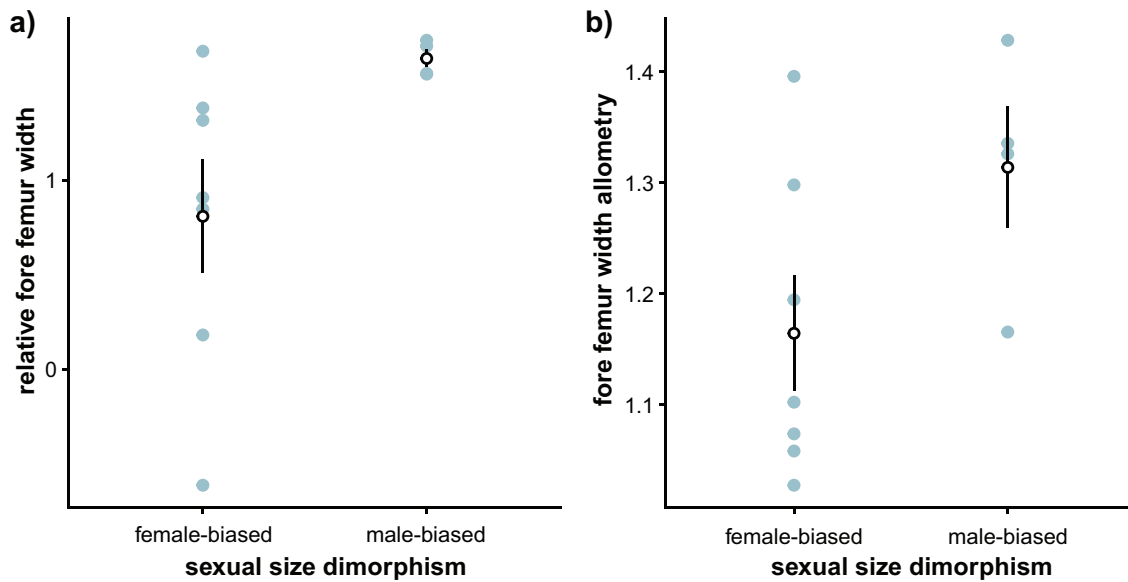 a)
relative fore femur width
1
0
female-biased
male-biased
sexual size dimorphism
b)
fore femur width allometry
1.4
1.3
1.2
1.1
female-biased
male-biased
sexual size dimorphism